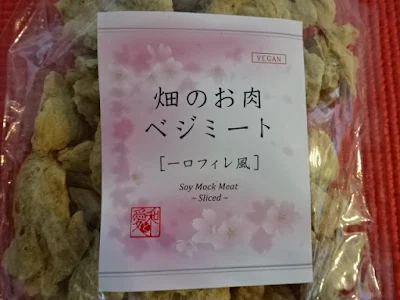 VEGAN
畑のお肉
ベジミート
[一口フィレ風]
Soy Mock Meat
~ Sliced ~